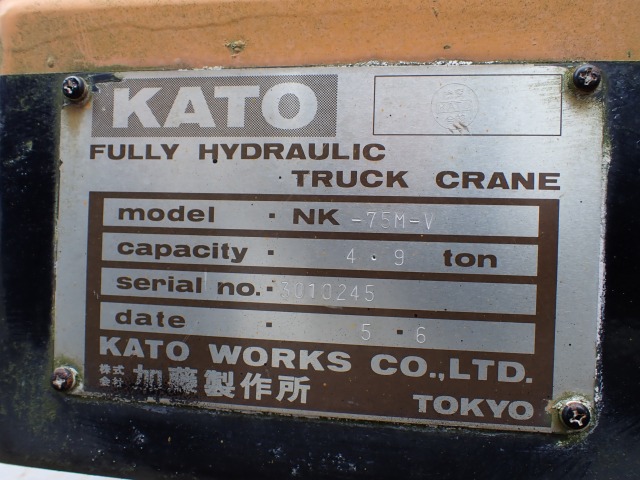 KATO
FULLY HYDRAULIC
TRUCK CRANE
model · NK -75M-V
capacity · 4.9 ton
serial no. · 3010245
date · 5.6
KATO WORKS CO.,LTD.
株式会社 加藤製作所
TOKYO